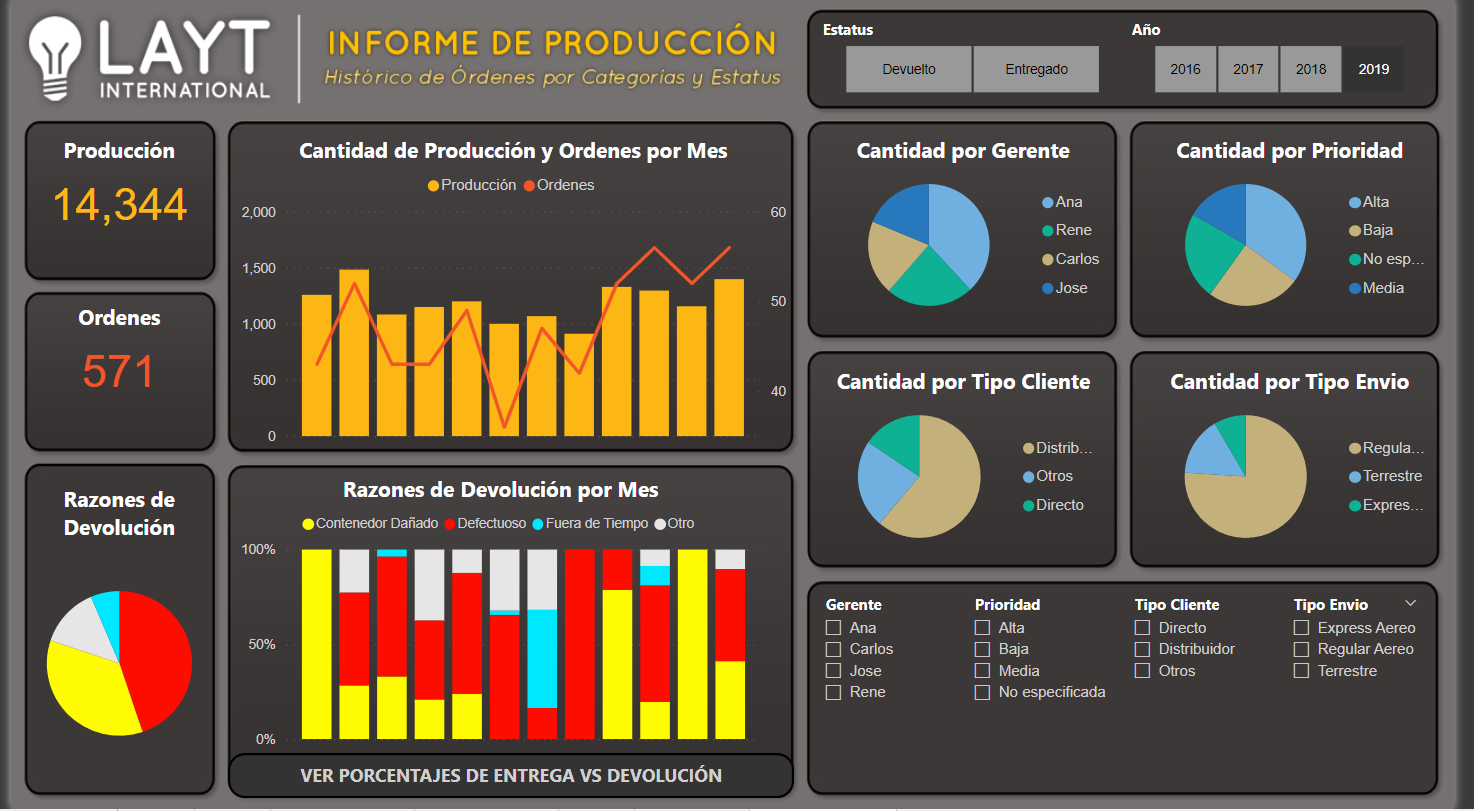 LAYT
INTERNATIONAL
INFORME DE PRODUCCIÓN
Histórico de Órdenes por Categorías y Estatus
Estatus
Devuelto
Entregado
Año
2016
2017
2018
2019
Producción
14,344
Ordenes
571
Cantidad de Producción y Ordenes por Mes
Producción
Ordenes
2,000
1,500
1,000
500
0
60
50
40
Cantidad por Gerente
Ana
Rene
Carlos
Jose
Cantidad por Prioridad
Alta
Baja
No esp...
Media
Cantidad por Tipo Cliente
Distrib...
Otros
Directo
Cantidad por Tipo Envio
Regula...
Terrestre
Expres...
Razones de
Devolución
Razones de Devolución por Mes
Contenedor Dañado
Defectuoso
Fuera de Tiempo
Otro
100%
50%
0%
VER PORCENTAJES DE ENTREGA VS DEVOLUCIÓN
Gerente
Ana
Carlos
Jose
Rene
Prioridad
Alta
Baja
Media
No especificada
Tipo Cliente
Directo
Distribuidor
Otros
Tipo Envio
Express Aereo
Regular Aereo
Terrestre